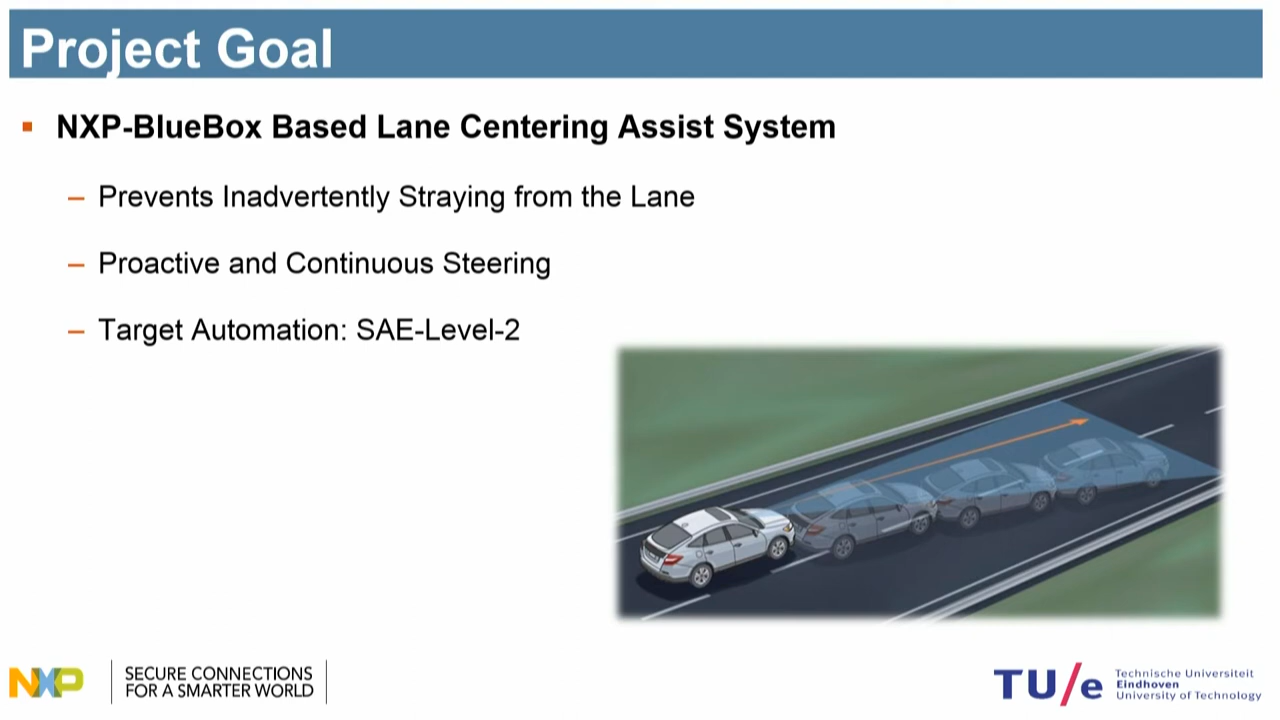 Project Goal
NXP-BlueBox Based Lane Centering Assist System
– Prevents Inadvertently Straying from the Lane
– Proactive and Continuous Steering
– Target Automation: SAE-Level-2
NXP
SECURE CONNECTIONS
FOR A SMARTER WORLD
TU/e
Technische Universiteit
Eindhoven
University of Technology